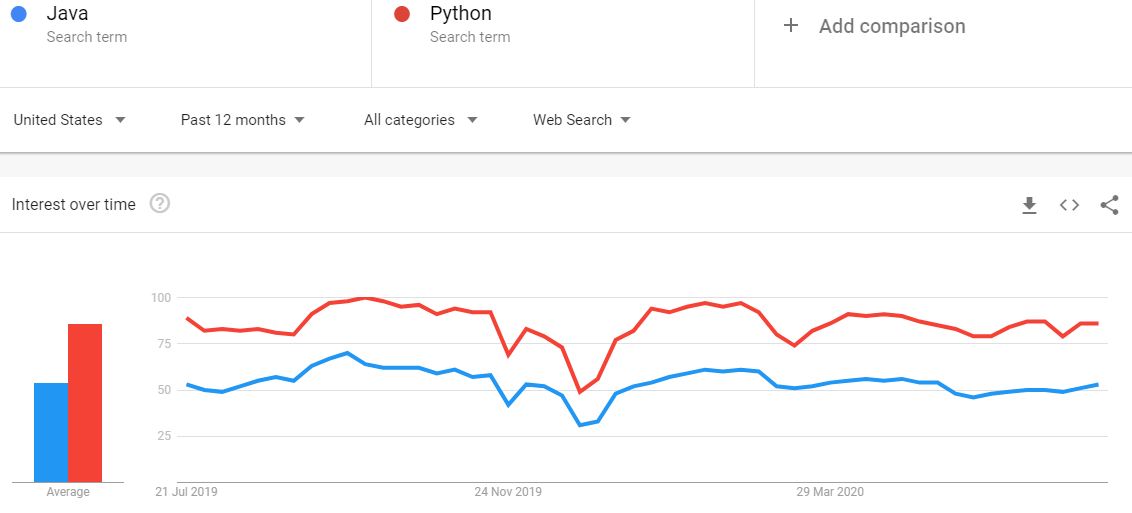 Java
Search term
Python
Search term
+ Add comparison
United States
Past 12 months
All categories
Web Search
Interest over time ?
100
75
50
25
Average
21 Jul 2019
24 Nov 2019
29 Mar 2020